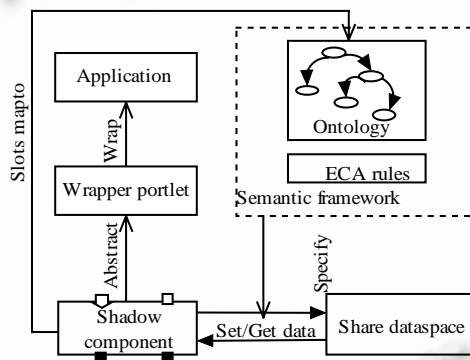 Application
Slots mapto
Wrap
Ontology
ECA rules
Wrapper portlet
Semantic framework
Abstract
Specify
Shadow
component
Set/Get data
Share dataspace